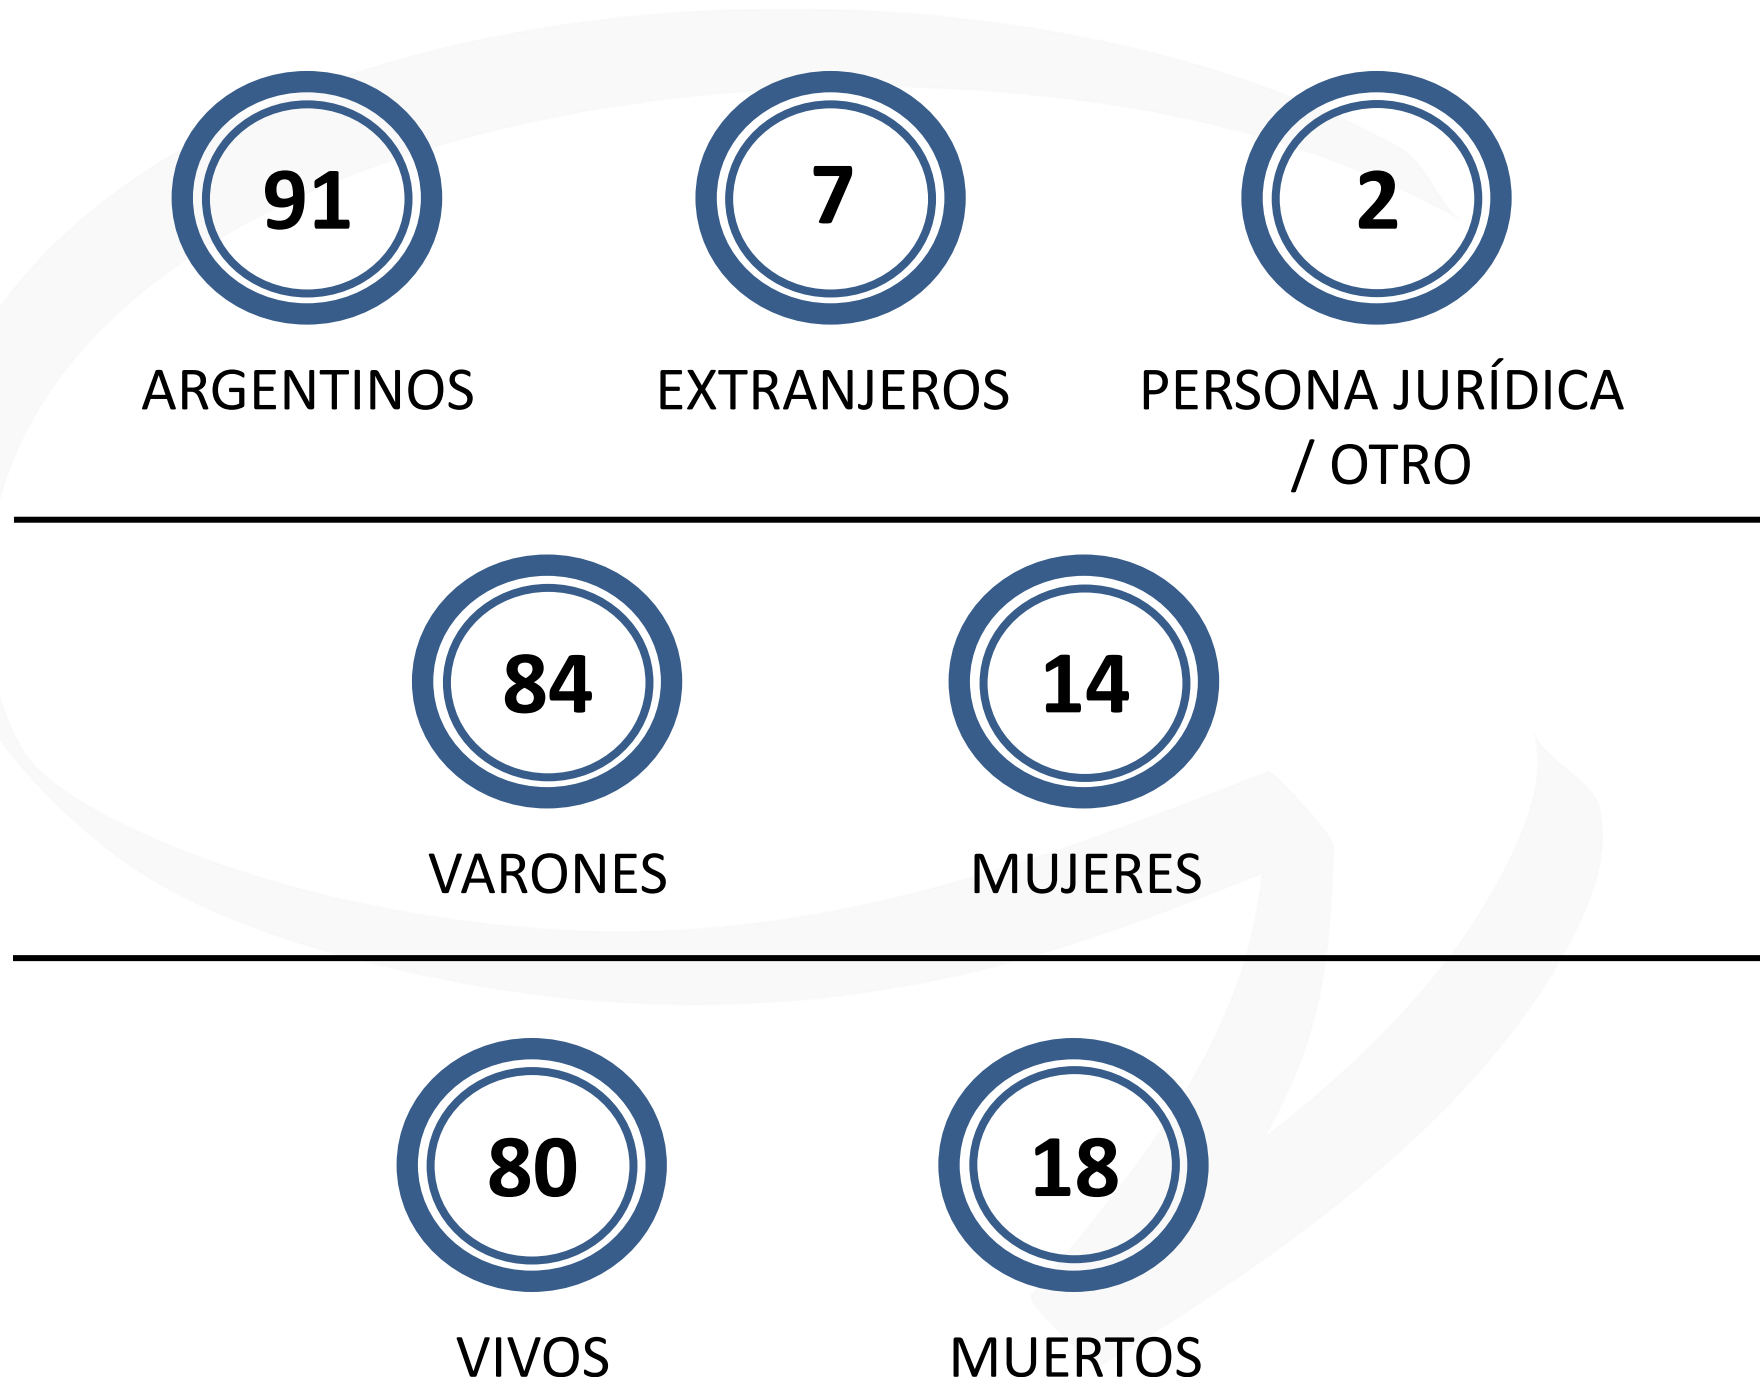 91
7
2
ARGENTINOS
EXTRANJEROS
PERSONA JURÍDICA
/ OTRO
84
14
VARONES
MUJERES
80
18
VIVOS
MUERTOS